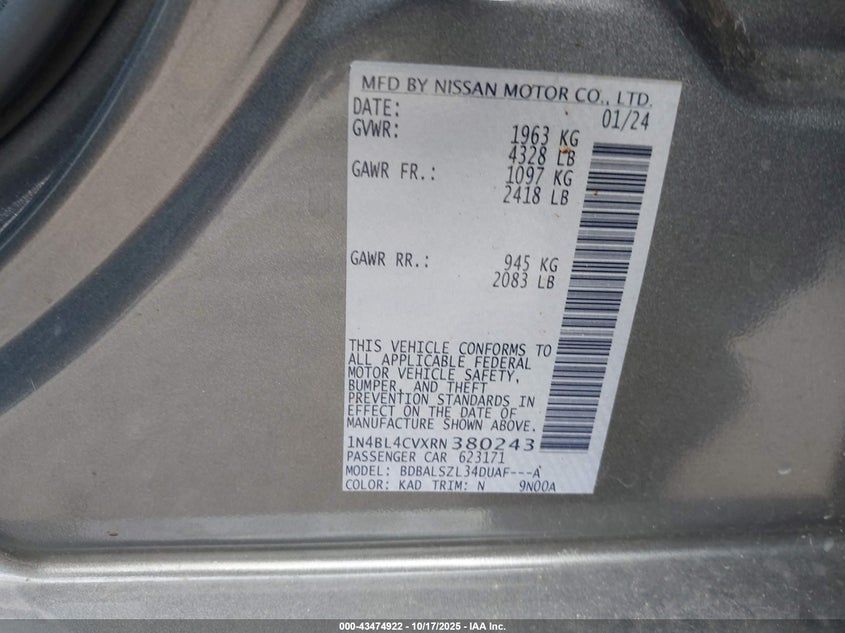 MFD BY NISSAN MOTOR CO., LTD.
DATE: 01/24
GVWR: 1963 KG
4328 LB
GAWR FR.: 1097 KG
2418 LB
GAWR RR.: 945 KG
2083 LB
THIS VEHICLE CONFORMS TO
ALL APPLICABLE FEDERAL
MOTOR VEHICLE SAFETY,
BUMPER, AND THEFT
PREVENTION STANDARDS IN
EFFECT ON THE DATE OF
MANUFACTURE SHOWN ABOVE.
1N4BL4CVXRN380243
PASSENGER CAR 623171
MODEL: BDBALSZL34DUAF---A
COLOR: KAD TRIM: N 9N00A
000-43474922 - 10/17/2025 - IAA Inc.